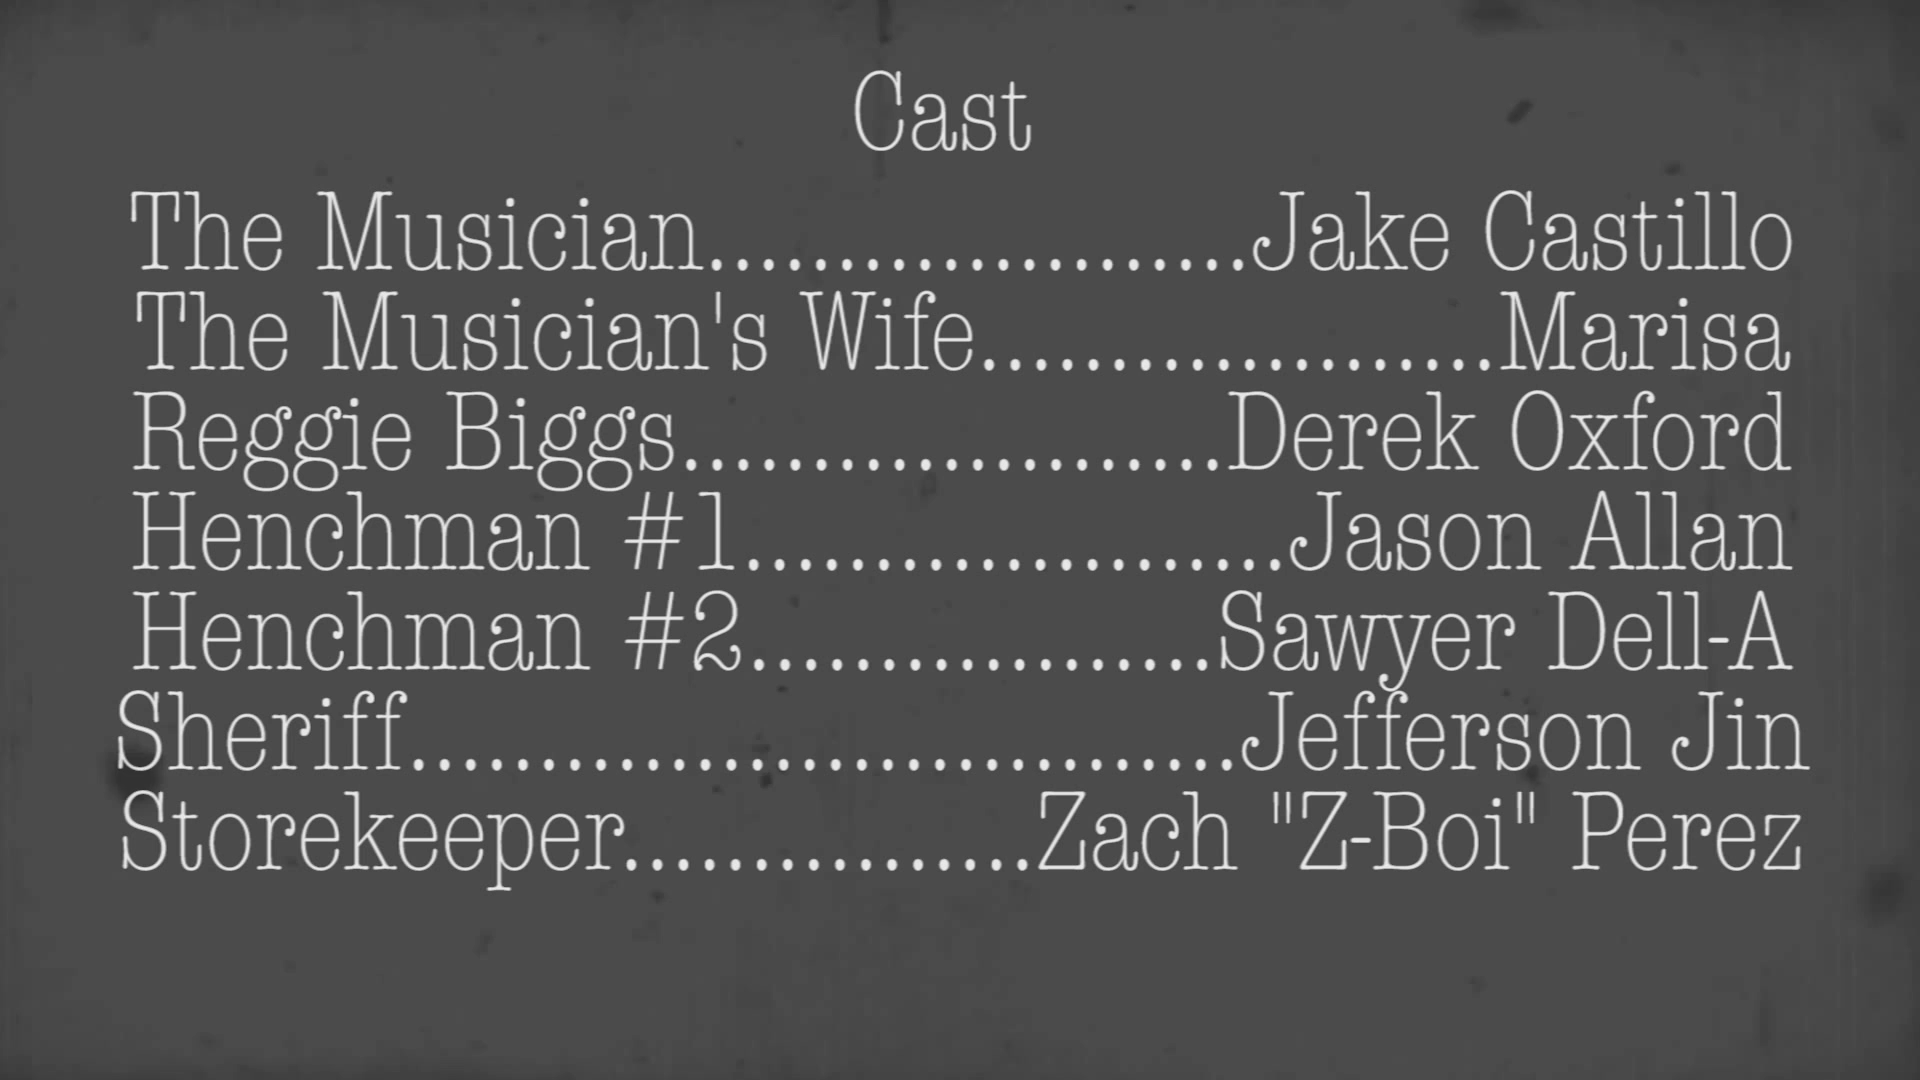 Cast
The Musician.....................Jake Castillo
The Musician's Wife....................Marisa
Reggie Biggs.....................Derek Oxford
Henchman #1.....................Jason Allan
Henchman #2..................Sawyer Dell-A
Sheriff................................Jefferson Jin
Storekeeper................Zach "Z-Boi" Perez